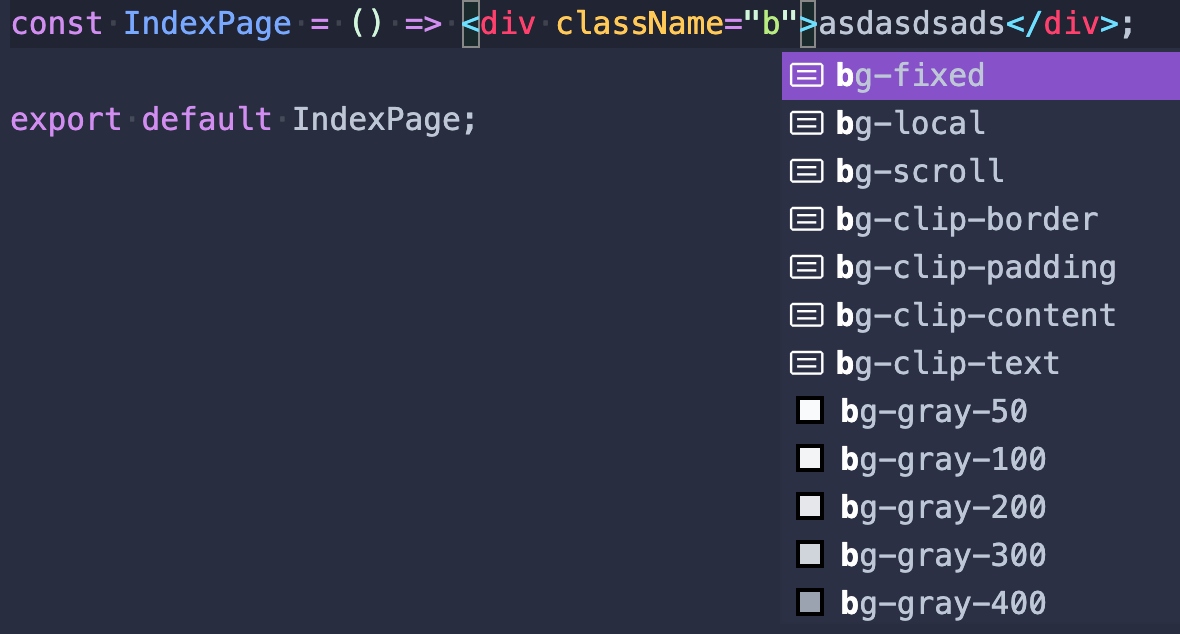 const IndexPage = () => <div className="b">asdasdsads</div>;
export default IndexPage;
bg-fixed
bg-local
bg-scroll
bg-clip-border
bg-clip-padding
bg-clip-content
bg-clip-text
bg-gray-50
bg-gray-100
bg-gray-200
bg-gray-300
bg-gray-400